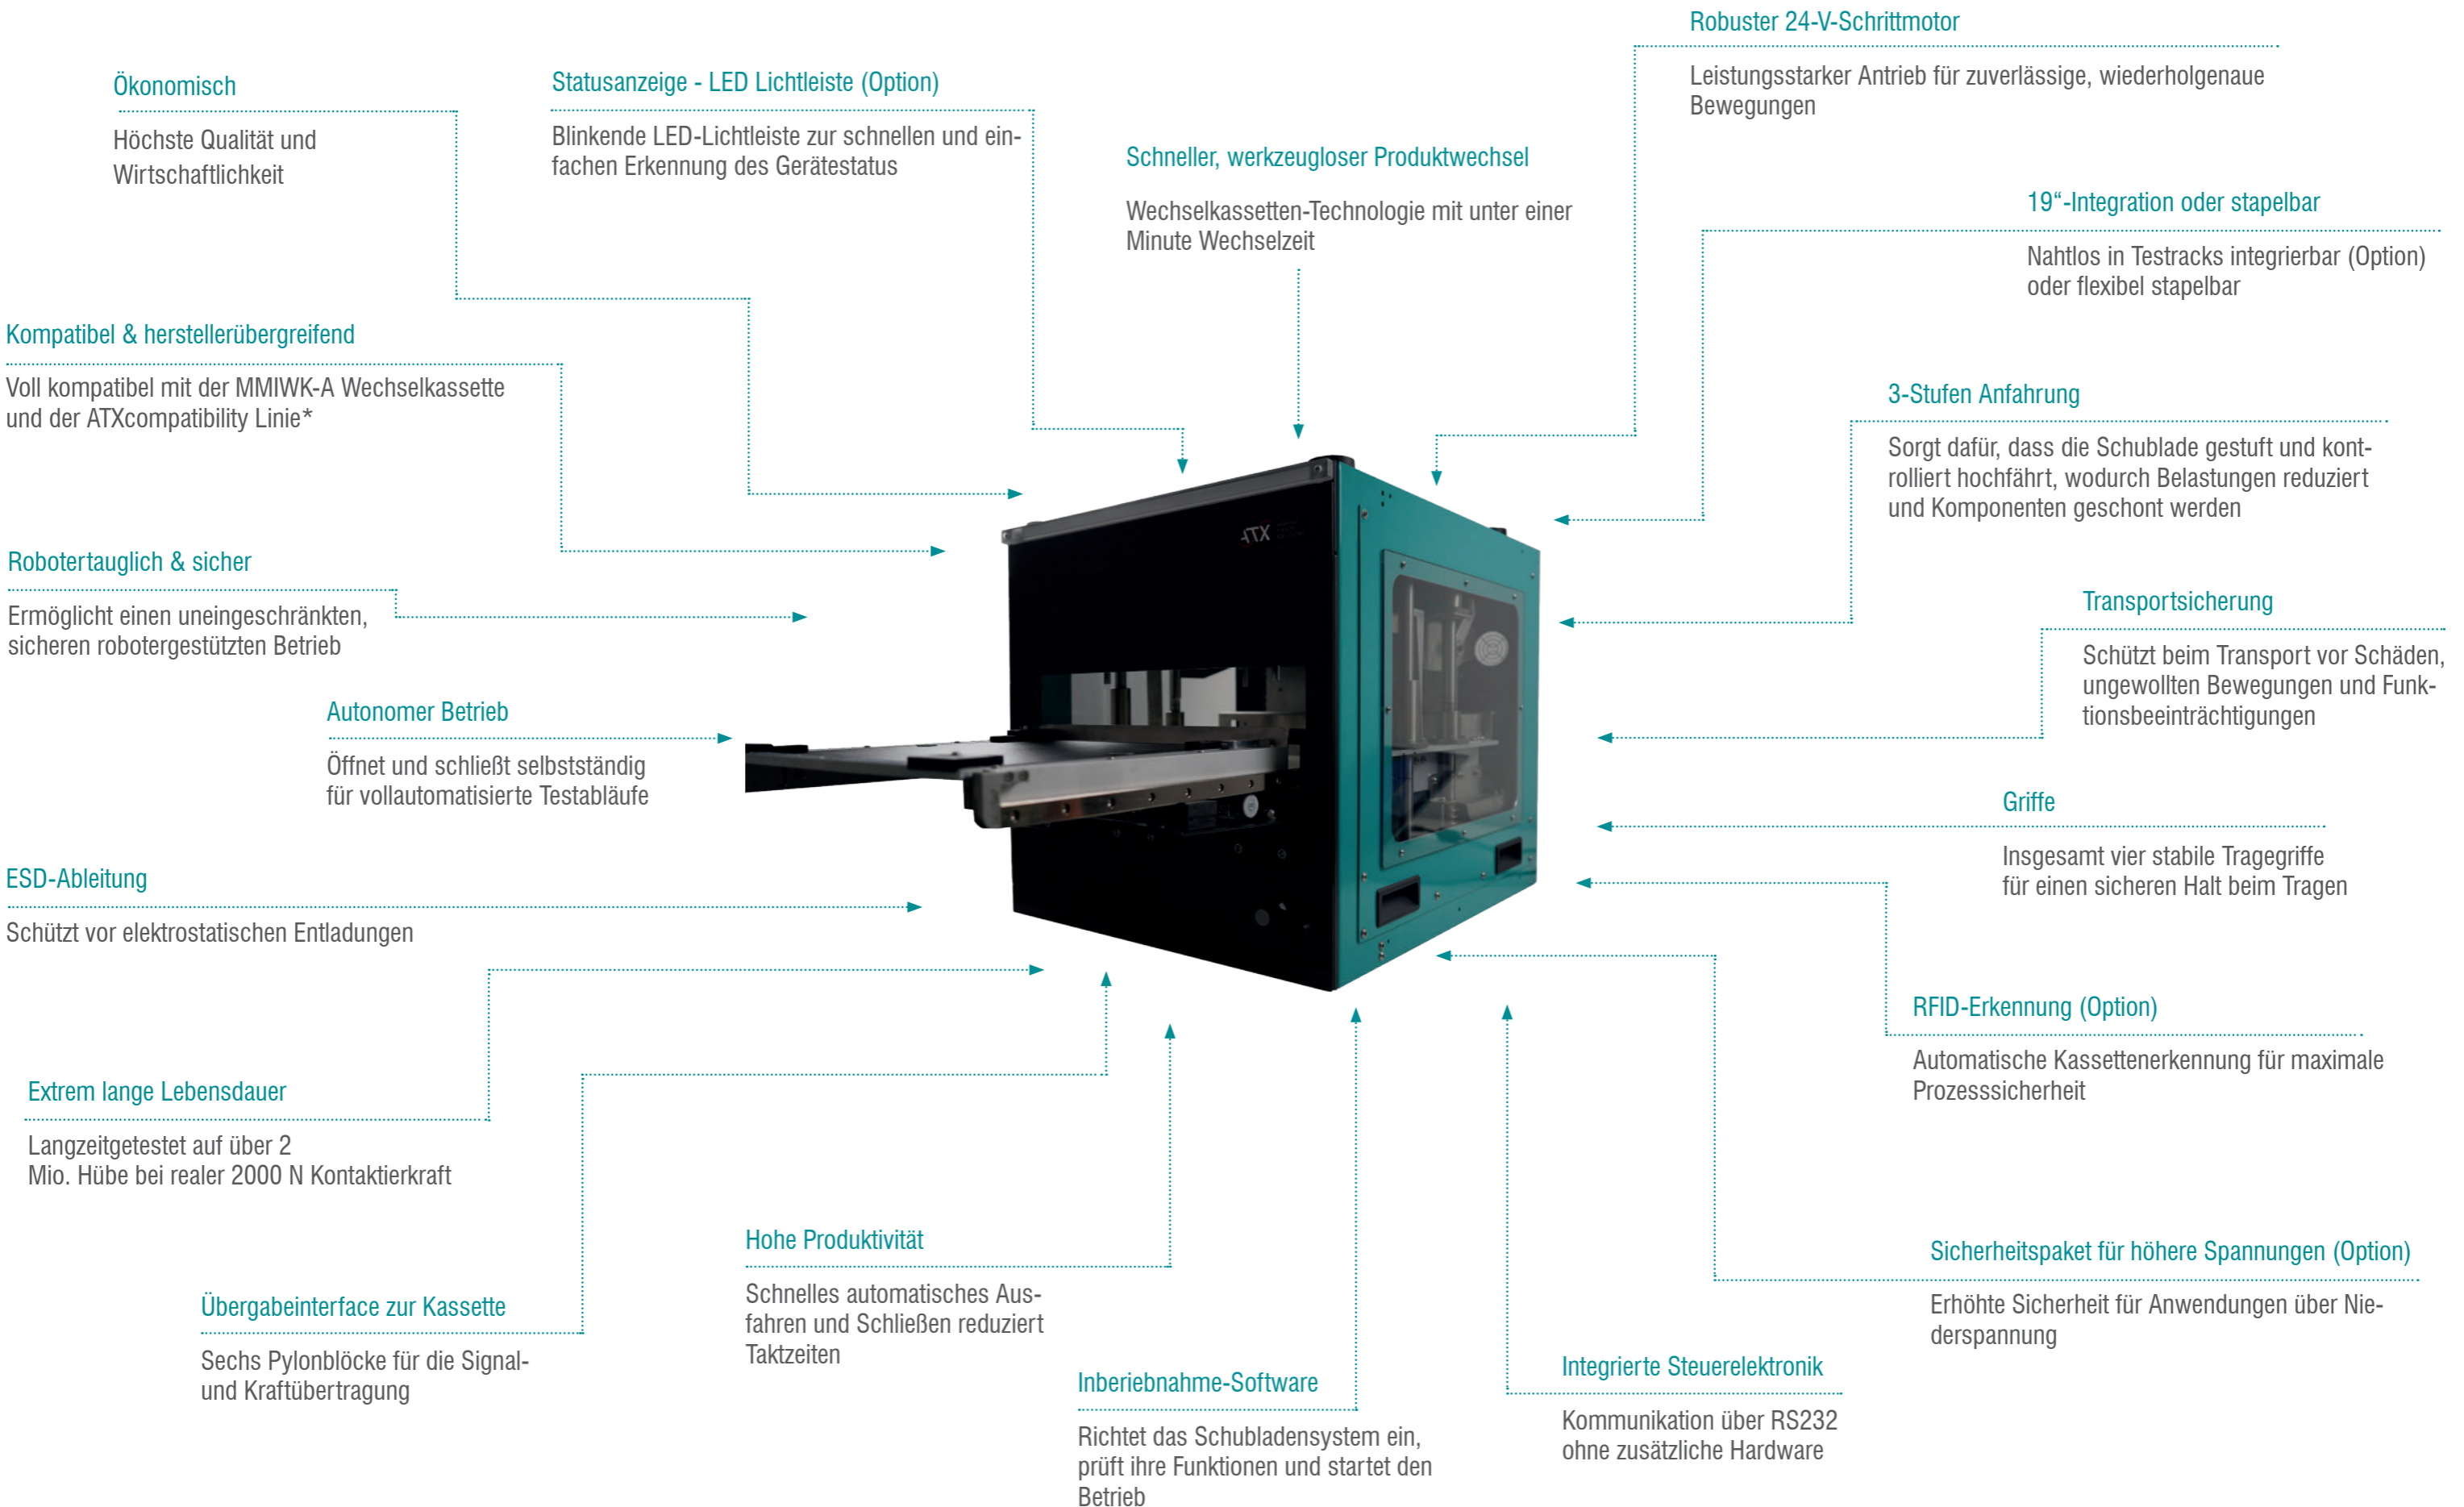 Robuster 24-V-Schrittmotor
Leistungsstarker Antrieb für zuverlässige, wiederholgenaue
Bewegungen
Ökonomisch
Höchste Qualität und
Wirtschaftlichkeit
Statusanzeige - LED Lichtleiste (Option)
Blinkende LED-Lichtleiste zur schnellen und ein-
fachen Erkennung des Gerätestatus
Schneller, werkzeugloser Produktwechsel
Wechselkassetten-Technologie mit unter einer
Minute Wechselzeit
19“-Integration oder stapelbar
Nahtlos in Testracks integrierbar (Option)
oder flexibel stapelbar
Kompatibel & herstellerübergreifend
Voll kompatibel mit der MMIWK-A Wechselkassette
und der ATXcompatibility Linie*
3-Stufen Anfahrung
Sorgt dafür, dass die Schublade gestuft und kont-
rolliert hochfährt, wodurch Belastungen reduziert
und Komponenten geschont werden
ATX
Robotertauglich & sicher
Ermöglicht einen uneingeschränkten,
sicheren robotergestützten Betrieb
Transportsicherung
Schützt beim Transport vor Schäden,
ungewollten Bewegungen und Funk-
tionsbeeinträchtigungen
Autonomer Betrieb
Öffnet und schließt selbstständig
für vollautomatisierte Testabläufe
Griffe
Insgesamt vier stabile Tragegriffe
für einen sicheren Halt beim Tragen
ESD-Ableitung
Schützt vor elektrostatischen Entladungen
RFID-Erkennung (Option)
Automatische Kassettenerkennung für maximale
Prozesssicherheit
Extrem lange Lebensdauer
Langzeitgetestet auf über 2
Mio. Hübe bei realer 2000 N Kontaktierkraft
Hohe Produktivität
Schnelles automatisches Aus-
fahren und Schließen reduziert
Taktzeiten
Sicherheitspaket für höhere Spannungen (Option)
Erhöhte Sicherheit für Anwendungen über Nie-
derspannung
Übergabeinterface zur Kassette
Sechs Pylonblöcke für die Signal-
und Kraftübertragung
Inberiebnahme-Software
Richtet das Schubladensystem ein,
prüft ihre Funktionen und startet den
Betrieb
Integrierte Steuerelektronik
Kommunikation über RS232
ohne zusätzliche Hardware